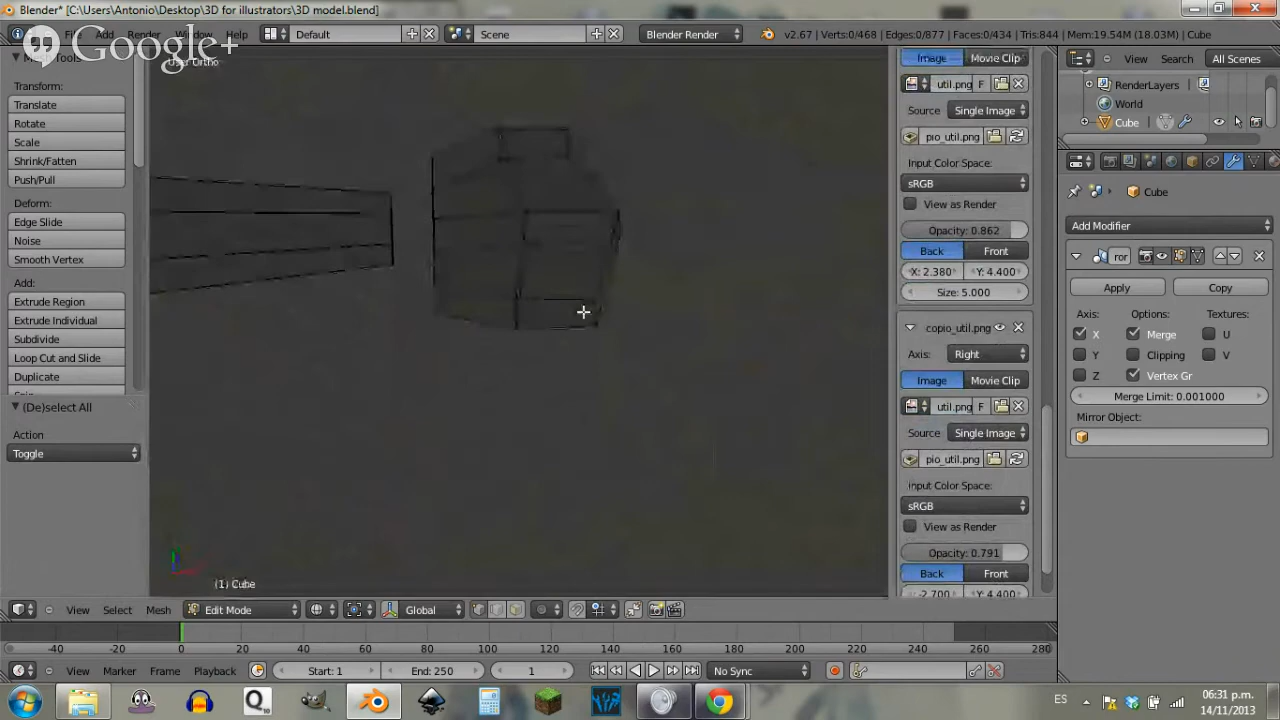 Blender* [C:\Users\Antonio\Desktop\3D for illustrators\3D model.blend]
File Add Render Window Help Default Scene Blender Render v2.67 | Verts:0/468 | Edges:0/877 | Faces:0/434 | Tris:844 | Mem:19.54M (18.03M) | Cube
Google+
Mesh Tools
User Ortho
Transform:
Translate
Rotate
Scale
Shrink/Fatten
Push/Pull
Deform:
Edge Slide
Noise
Smooth Vertex
Add:
Extrude Region
Extrude Individual
Subdivide
Loop Cut and Slide
Duplicate
(De)select All
Action
Toggle
(1) Cube
Image Movie Clip
util.png F
Source Single Image
pio_util.png
Input Color Space:
sRGB
View as Render
Opacity: 0.862
Back Front
X: 2.380 Y: 4.400
Size: 5.000
copio_util.png
Axis: Right
Image Movie Clip
util.png F
Source Single Image
pio_util.png
Input Color Space:
sRGB
View as Render
Opacity: 0.791
Back Front
-2.700 Y: 4.400
View Search All Scenes
RenderLayers
World
Cube
Cube
Add Modifier
ror
Apply Copy
Axis: Options: Textures:
X Merge U
Y Clipping V
Z Vertex Gr
Merge Limit: 0.001000
Mirror Object:
View Select Mesh Edit Mode Global
-40 -20 0 20 40 60 80 100 120 140 160 180 200 220 240 260 280
View Marker Frame Playback Start: 1 End: 250 1 No Sync
ES 06:31 p.m.
14/11/2013